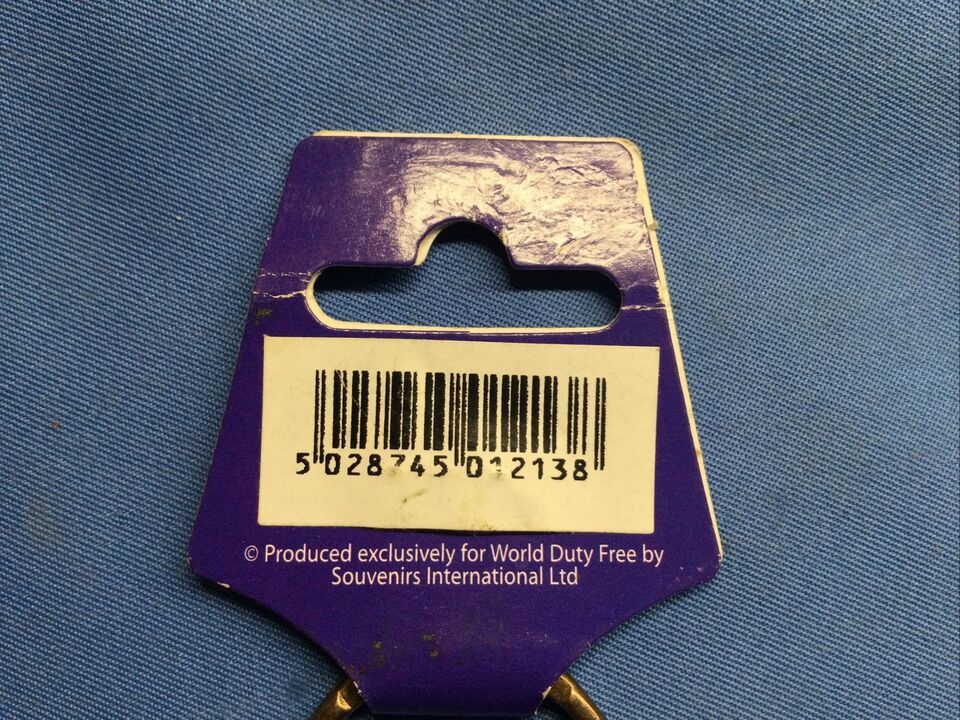 5 028745 012138
© Produced exclusively for World Duty Free by
Souvenirs International Ltd